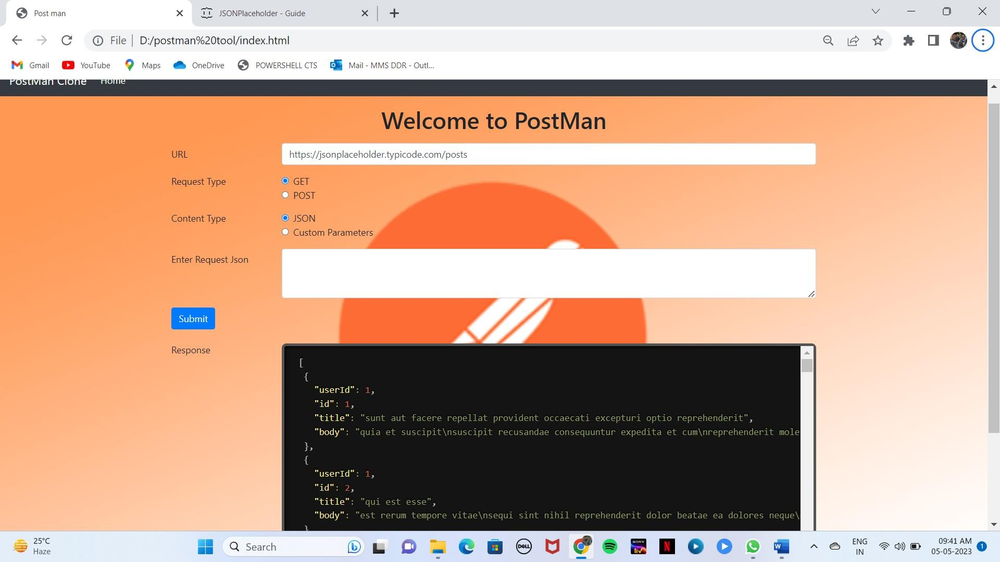 Post man
JSONPlaceholder - Guide
File
D:/postman%20tool/index.html
Gmail
YouTube
Maps
OneDrive
POWERSHELL CTS
Mail - MMS DDR - Outl...
PostMan Clone
Home
Welcome to PostMan
URL
https://jsonplaceholder.typicode.com/posts
Request Type
GET
POST
Content Type
JSON
Custom Parameters
Enter Request Json
Submit
Response
[
{
"userId": 1,
"id": 1,
"title": "sunt aut facere repellat provident occaecati excepturi optio reprehenderit",
"body": "quia et suscipit\nsuscipit recusandae consequuntur expedita et cum\nreprehenderit mole
},
{
"userId": 1,
"id": 2,
"title": "qui est esse",
"body": "est rerum tempore vitae\nsequi sint nihil reprehenderit dolor beatae ea dolores neque\
}
25°C
Haze
Search
DELL
SONY
liv
N
W
ENG
IN
09:41 AM
05-05-2023
1